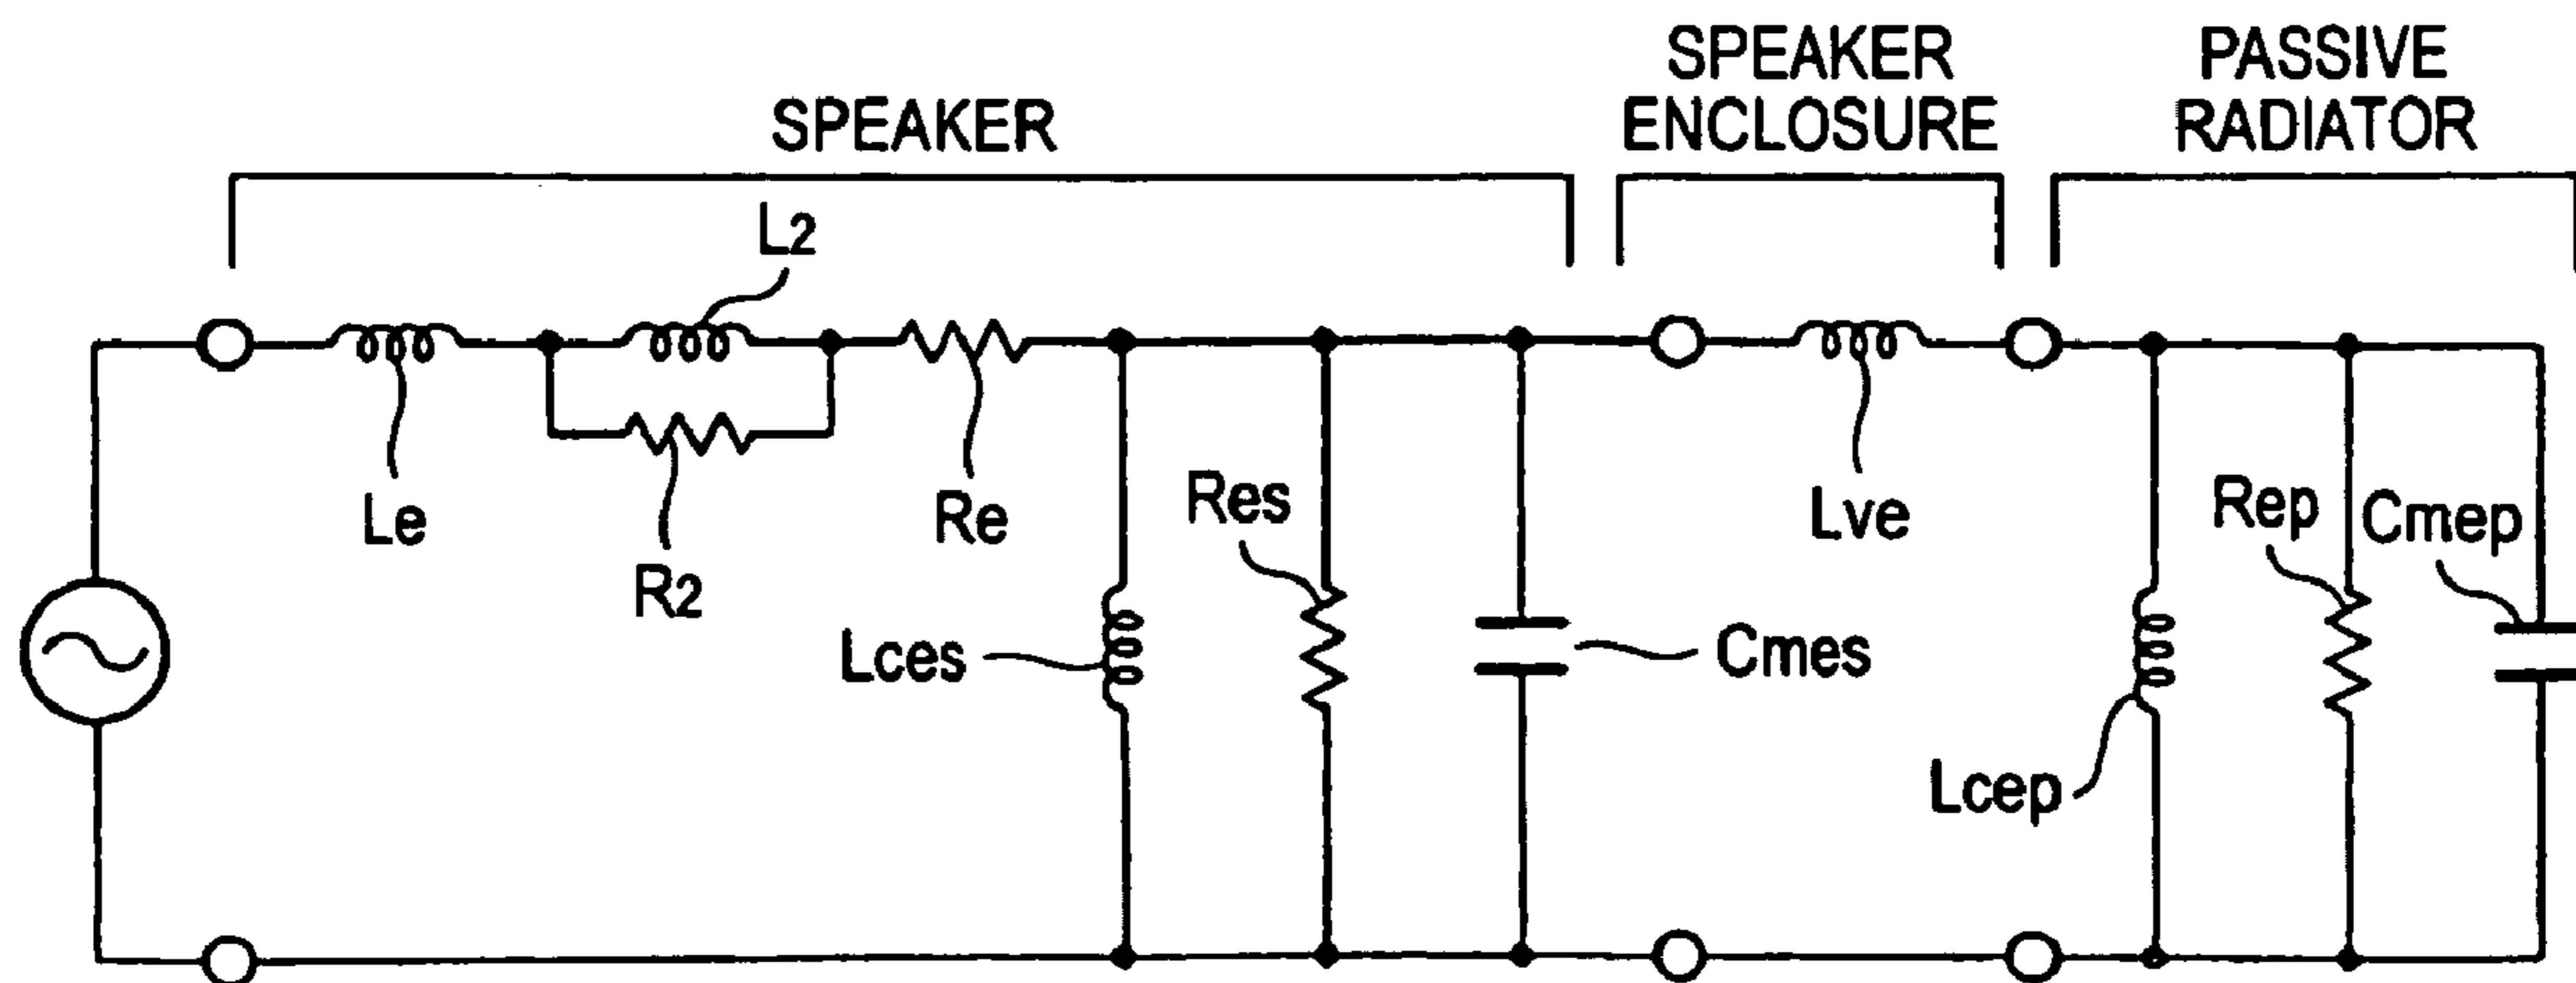 SPEAKER
SPEAKER
ENCLOSURE
PASSIVE
RADIATOR
L2
Le
R2
Re
Lces
Res
Cmes
Lve
Lcep
Rep
Cmep